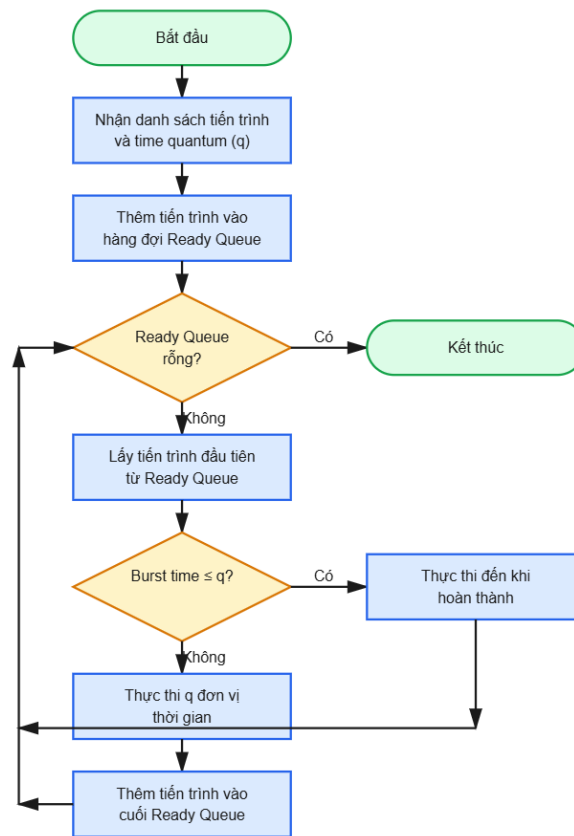 Bắt đầu
Nhận danh sách tiến trình
và time quantum (q)
Thêm tiến trình vào
hàng đợi Ready Queue
Ready Queue
rỗng?
Có
Kết thúc
Không
Lấy tiến trình đầu tiên
từ Ready Queue
Burst time ≤ q?
Có
Thực thi đến khi
hoàn thành
Không
Thực thi q đơn vị
thời gian
Thêm tiến trình vào
cuối Ready Queue